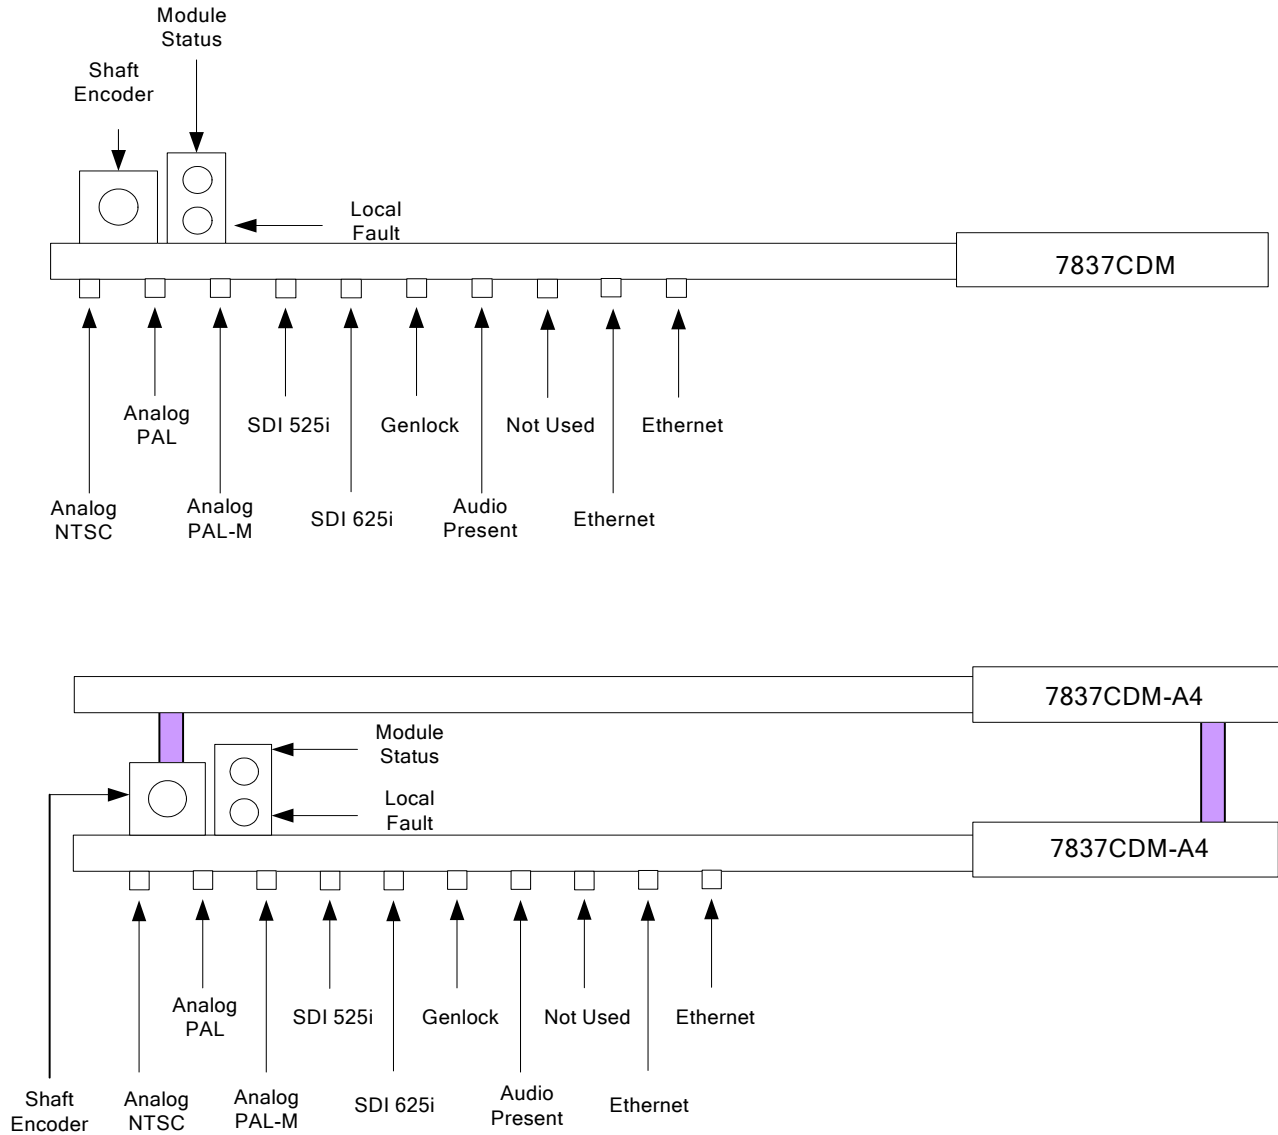 Module
Status
Shaft
Encoder
Local
Fault
7837CDM
Analog
PAL
SDI 525i
Genlock
Not Used
Ethernet
Analog
NTSC
Analog
PAL-M
SDI 625i
Audio
Present
Ethernet
7837CDM-A4
Module
Status
Local
Fault
7837CDM-A4
Analog
PAL
SDI 525i
Genlock
Not Used
Ethernet
Shaft
Encoder
Analog
NTSC
Analog
PAL-M
SDI 625i
Audio
Present
Ethernet